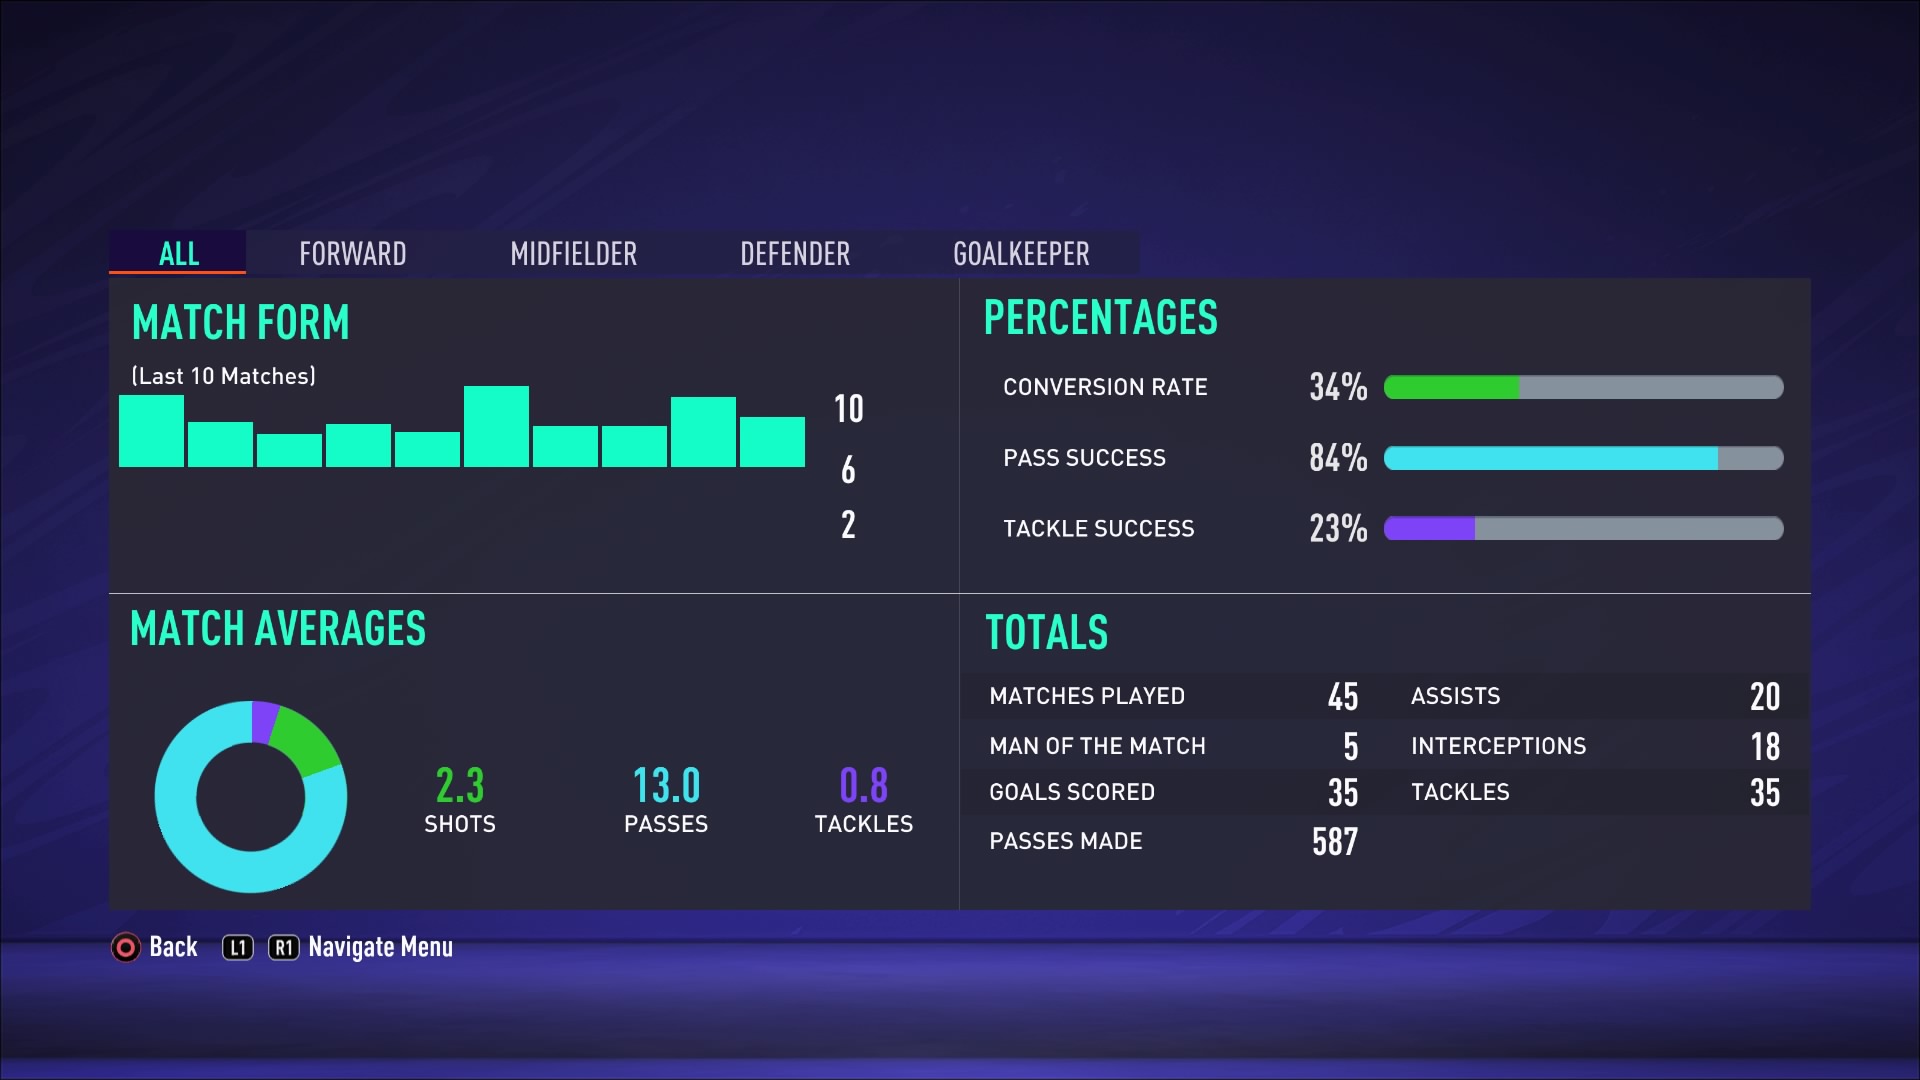 ALL FORWARD MIDFIELDER DEFENDER GOALKEEPER
MATCH FORM
(Last 10 Matches)
10
6
2
PERCENTAGES
CONVERSION RATE 34%
PASS SUCCESS 84%
TACKLE SUCCESS 23%
MATCH AVERAGES
2.3 13.0 0.8
SHOTS PASSES TACKLES
TOTALS
MATCHES PLAYED 45 ASSISTS 20
MAN OF THE MATCH 5 INTERCEPTIONS 18
GOALS SCORED 35 TACKLES 35
PASSES MADE 587
Back L1 R1 Navigate Menu